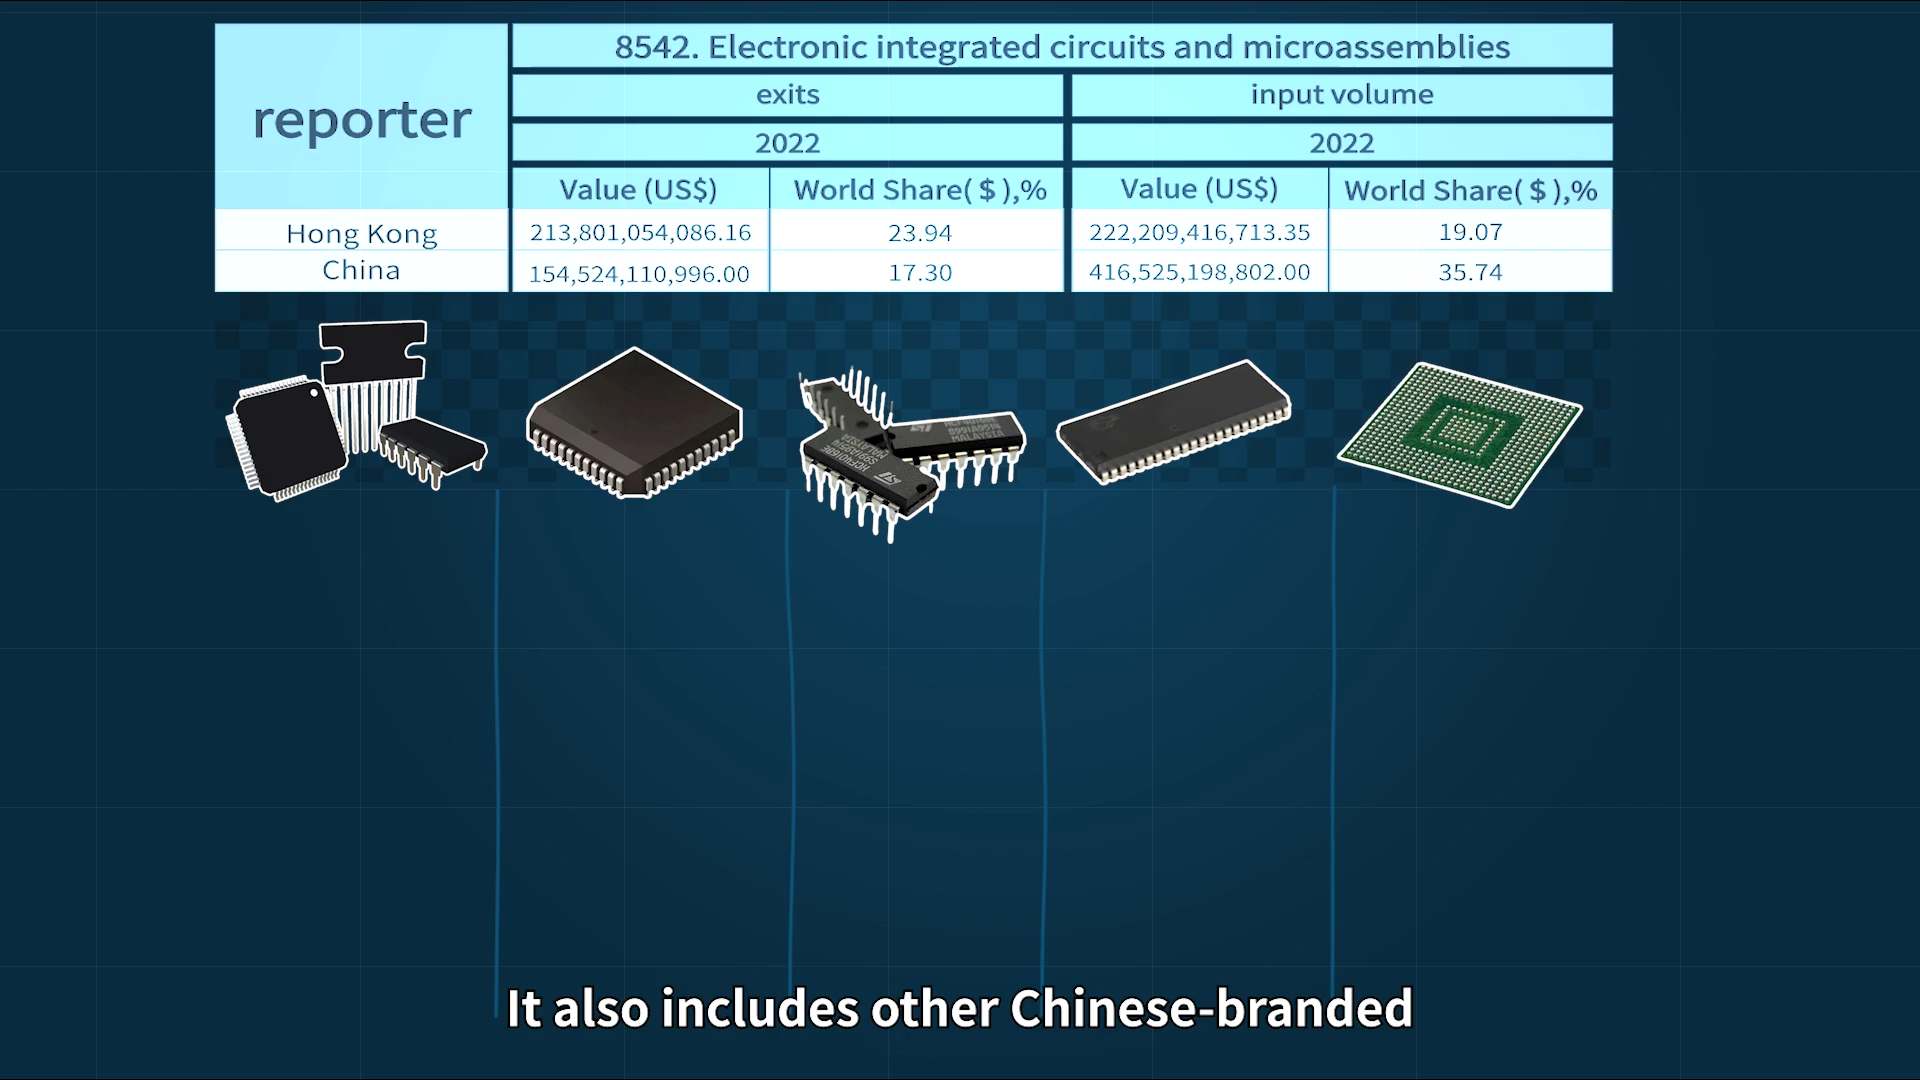 reporter
8542. Electronic integrated circuits and microassemblies
exits
input volume
2022
2022
Value (US$)
World Share($),%
Value (US$)
World Share($),%
Hong Kong
213,801,054,086.16
23.94
222,209,416,713.35
19.07
China
154,524,110,996.00
17.30
416,525,198,802.00
35.74
MALAYSIA
It also includes other Chinese-branded